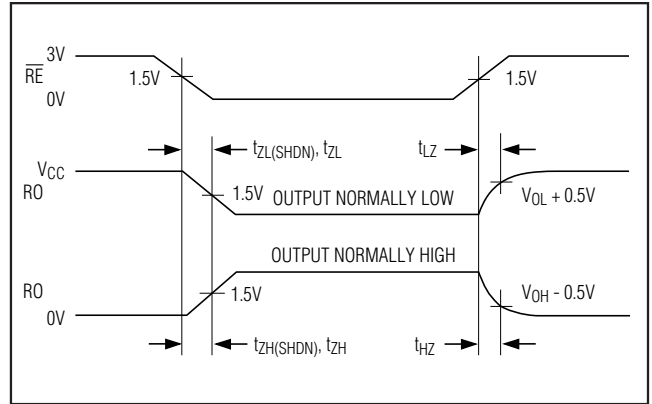 3V
R̅E̅
1.5V
1.5V
0V
tZL(SHDN), tZL
tLZ
VCC
RO
1.5V
OUTPUT NORMALLY LOW
VOL + 0.5V
OUTPUT NORMALLY HIGH
RO
1.5V
VOH - 0.5V
0V
tZH(SHDN), tZH
tHZ